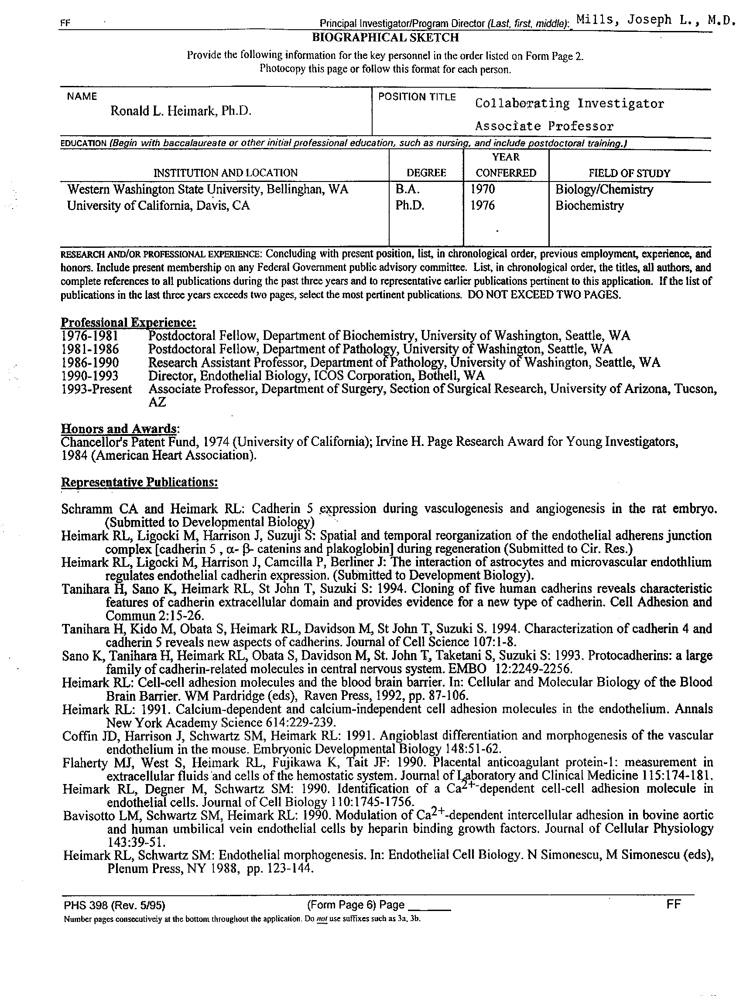 FF Principal Investigator/Program Director (Last, first, middle): Mills, Joseph L., M.D.
BIOGRAPHICAL SKETCH
Provide the following information for the key personnel in the order listed on Form Page 2.
Photocopy this page or follow this format for each person.
NAME
Ronald L. Heimark, Ph.D.
POSITION TITLE
Collaborating Investigator
Associate Professor
EDUCATION (Begin with baccalaureate or other initial professional education, such as nursing, and include postdoctoral training.)
INSTITUTION AND LOCATION DEGREE YEAR CONFERRED FIELD OF STUDY
Western Washington State University, Bellinghan, WA B.A. 1970 Biology/Chemistry
University of California, Davis, CA Ph.D. 1976 Biochemistry
RESEARCH AND/OR PROFESSIONAL EXPERIENCE: Concluding with present position, list, in chronological order, previous employment, experience, and
honors. Include present membership on any Federal Government public advisory committee. List, in chronological order, the titles, all authors, and
complete references to all publications during the past three years and to representative earlier publications pertinent to this application. If the list of
publications in the last three years exceeds two pages, select the most pertinent publications. DO NOT EXCEED TWO PAGES.
Professional Experience:
1976-1981 Postdoctoral Fellow, Department of Biochemistry, University of Washington, Seattle, WA
1981-1986 Postdoctoral Fellow, Department of Pathology, University of Washington, Seattle, WA
1986-1990 Research Assistant Professor, Department of Pathology, University of Washington, Seattle, WA
1990-1993 Director, Endothelial Biology, ICOS Corporation, Bothell, WA
1993-Present Associate Professor, Department of Surgery, Section of Surgical Research, University of Arizona, Tucson,
AZ
Honors and Awards:
Chancellor's Patent Fund, 1974 (University of California); Irvine H. Page Research Award for Young Investigators,
1984 (American Heart Association).
Representative Publications:
Schramm CA and Heimark RL: Cadherin 5 expression during vasculogenesis and angiogenesis in the rat embryo.
(Submitted to Developmental Biology)
Heimark RL, Ligocki M, Harrison J, Suzuji S: Spatial and temporal reorganization of the endothelial adherens junction
complex [cadherin 5 , α- β- catenins and plakoglobin] during regeneration (Submitted to Cir. Res.)
Heimark RL, Ligocki M, Harrison J, Camcilla P, Berliner J: The interaction of astrocytes and microvascular endothlium
regulates endothelial cadherin expression. (Submitted to Development Biology).
Tanihara H, Sano K, Heimark RL, St John T, Suzuki S: 1994. Cloning of five human cadherins reveals characteristic
features of cadherin extracellular domain and provides evidence for a new type of cadherin. Cell Adhesion and
Commun 2:15-26.
Tanihara H, Kido M, Obata S, Heimark RL, Davidson M, St John T, Suzuki S. 1994. Characterization of cadherin 4 and
cadherin 5 reveals new aspects of cadherins. Journal of Cell Science 107:1-8.
Sano K, Tanihara H, Heimark RL, Obata S, Davidson M, St. John T, Taketani S, Suzuki S: 1993. Protocadherins: a large
family of cadherin-related molecules in central nervous system. EMBO 12:2249-2256.
Heimark RL: Cell-cell adhesion molecules and the blood brain barrier. In: Cellular and Molecular Biology of the Blood
Brain Barrier. WM Pardridge (eds), Raven Press, 1992, pp. 87-106.
Heimark RL: 1991. Calcium-dependent and calcium-independent cell adhesion molecules in the endothelium. Annals
New York Academy Science 614:229-239.
Coffin JD, Harrison J, Schwartz SM, Heimark RL: 1991. Angioblast differentiation and morphogenesis of the vascular
endothelium in the mouse. Embryonic Developmental Biology 148:51-62.
Flaherty MJ, West S, Heimark RL, Fujikawa K, Tait JF: 1990. Placental anticoagulant protein-1: measurement in
extracellular fluids and cells of the hemostatic system. Journal of Laboratory and Clinical Medicine 115:174-181.
Heimark RL, Degner M, Schwartz SM: 1990. Identification of a Ca2+-dependent cell-cell adhesion molecule in
endothelial cells. Journal of Cell Biology 110:1745-1756.
Bavisotto LM, Schwartz SM, Heimark RL: 1990. Modulation of Ca2+-dependent intercellular adhesion in bovine aortic
and human umbilical vein endothelial cells by heparin binding growth factors. Journal of Cellular Physiology
143:39-51.
Heimark RL, Schwartz SM: Endothelial morphogenesis. In: Endothelial Cell Biology. N Simonescu, M Simonescu (eds),
Plenum Press, NY 1988, pp. 123-144.
PHS 398 (Rev. 5/95) (Form Page 6) Page ______ FF
Number pages consecutively at the bottom throughout the application. Do not use suffixes such as 3a, 3b.